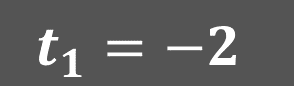 t₁ = −2